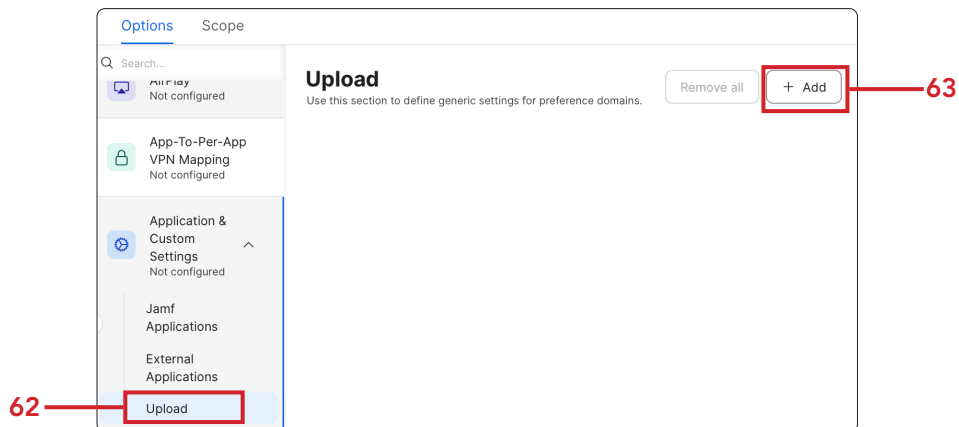 Options Scope
Search...
AirPlay
Not configured
App-To-Per-App
VPN Mapping
Not configured
Application &
Custom
Settings
Not configured
Jamf
Applications
External
Applications
Upload
62
Upload
Use this section to define generic settings for preference domains.
Remove all
+ Add
63